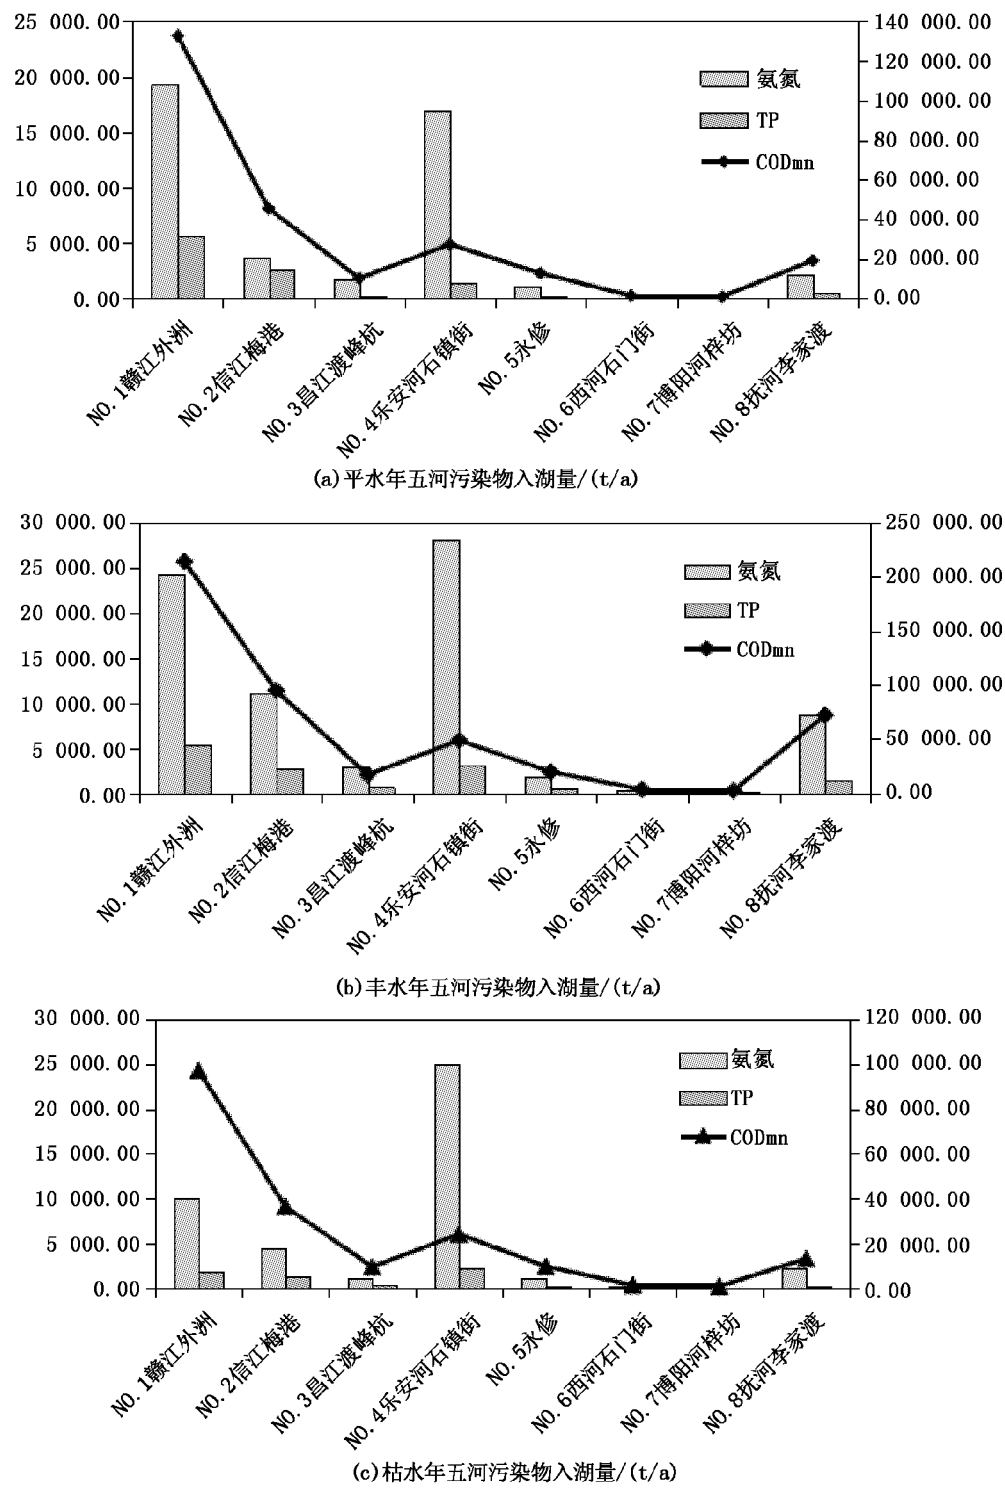 25 000.00
20 000.00
15 000.00
10 000.00
5 000.00
0.00
140 000.00
120 000.00
100 000.00
80 000.00
60 000.00
40 000.00
20 000.00
0.00
氨氮
TP
CODmn
NO.1赣江外洲
NO.2信江梅港
NO.3昌江渡峰杭
NO.4乐安河石镇街
NO.5永修
NO.6西河石门街
NO.7博阳河梓坊
NO.8抚河李家渡
(a)平水年五河污染物入湖量/(t/a)
30 000.00
25 000.00
20 000.00
15 000.00
10 000.00
5 000.00
0.00
250 000.00
200 000.00
150 000.00
100 000.00
50 000.00
0.00
氨氮
TP
CODmn
NO.1赣江外洲
NO.2信江梅港
NO.3昌江渡峰杭
NO.4乐安河石镇街
NO.5永修
NO.6西河石门街
NO.7博阳河梓坊
NO.8抚河李家渡
(b)丰水年五河污染物入湖量/(t/a)
30 000.00
25 000.00
20 000.00
15 000.00
10 000.00
5 000.00
0.00
120 000.00
100 000.00
80 000.00
60 000.00
40 000.00
20 000.00
0.00
氨氮
TP
CODmn
NO.1赣江外洲
NO.2信江梅港
NO.3昌江渡峰杭
NO.4乐安河石镇街
NO.5永修
NO.6西河石门街
NO.7博阳河梓坊
NO.8抚河李家渡
(c)枯水年五河污染物入湖量/(t/a)